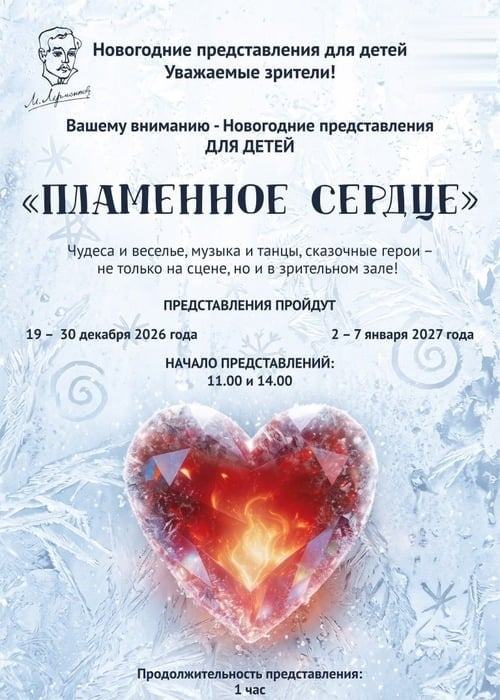 Новогодние представления для детей
Уважаемые зрители!
М. Лермонтов
Вашему вниманию - Новогодние представления
ДЛЯ ДЕТЕЙ
«ПЛАМЕННОЕ СЕРДЦЕ»
Чудеса и веселье, музыка и танцы, сказочные герои –
не только на сцене, но и в зрительном зале!
ПРЕДСТАВЛЕНИЯ ПРОЙДУТ
19 – 30 декабря 2026 года 2 – 7 января 2027 года
НАЧАЛО ПРЕДСТАВЛЕНИЙ:
11.00 и 14.00
Продолжительность представления:
1 час